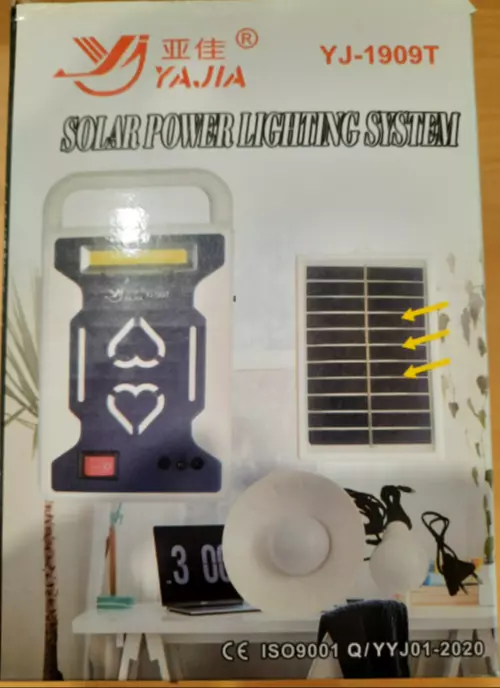 亚佳®
YAJIA
YJ-1909T
SOLAR POWER LIGHTING SYSTEM
3 00
CE ISO9001 Q/YYJ01-2020